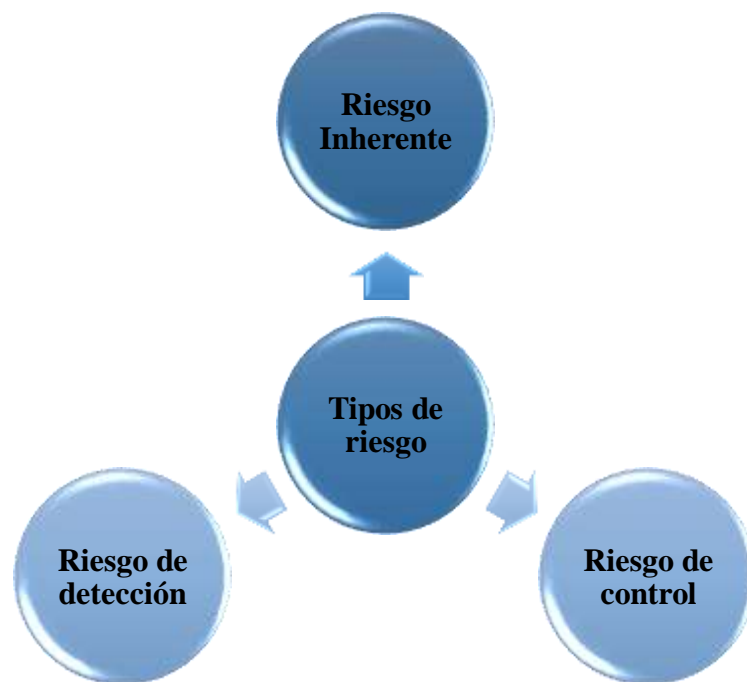 Riesgo
Inherente
Tipos de
riesgo
Riesgo de
detección
Riesgo de
control